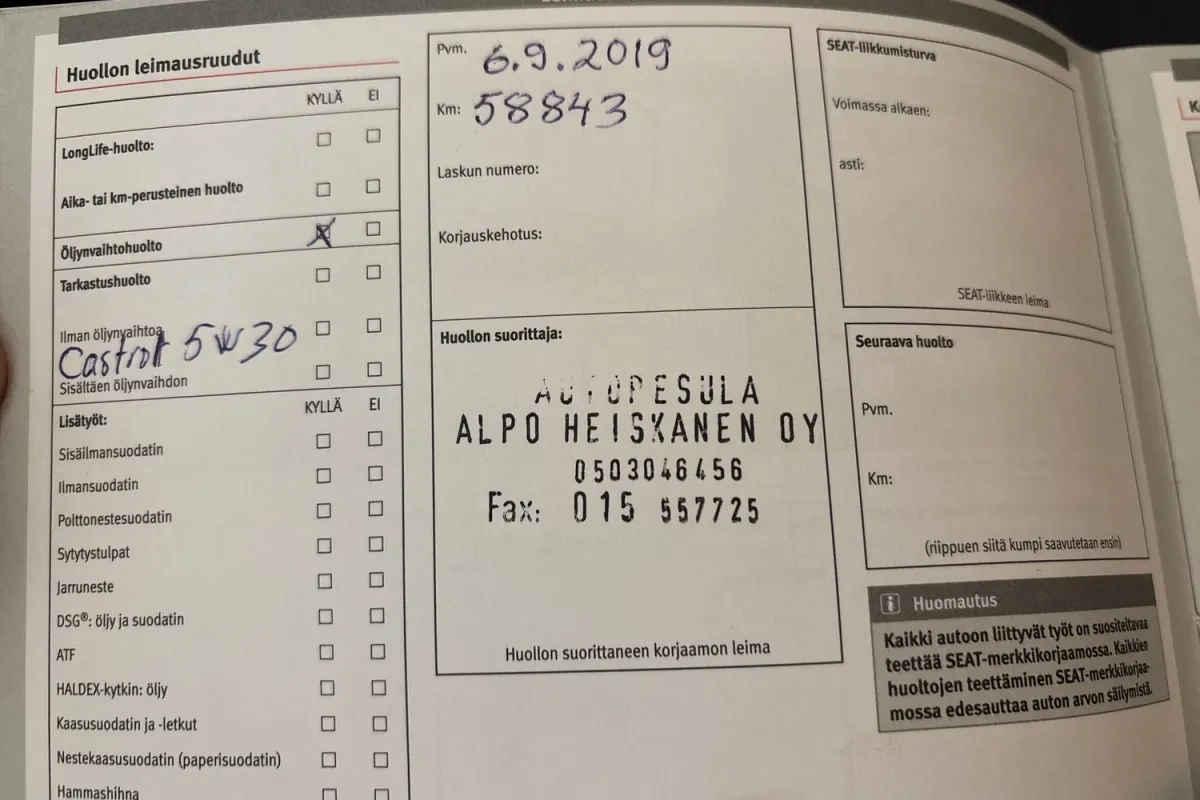 Huollon leimausruudut
KYLLÄ EI
LongLife-huolto:
Aika- tai km-perusteinen huolto
Öljynvaihtohuolto
Tarkastushuolto
Ilman öljynvaihtoa
Castrol 5W30
Sisältäen öljynvaihdon
Lisätyöt: KYLLÄ EI
Sisäilmansuodatin
Ilmansuodatin
Polttonestesuodatin
Sytytystulpat
Jarruneste
DSG®: öljy ja suodatin
ATF
HALDEX-kytkin: öljy
Kaasusuodatin ja -letkut
Nestekaasusuodatin (paperisuodatin)
Hammashihna
Pvm. 6.9.2019
Km: 58843
Laskun numero:
Korjauskehotus:
Huollon suorittaja:
AUTOPESULA
ALPO HEISKANEN OY
0503046456
Fax: 015 557725
Huollon suorittaneen korjaamon leima
SEAT-liikkumisturva
Voimassa alkaen:
asti:
SEAT-liikkeen leima
Seuraava huolto
Pvm.
Km:
(riippuen siitä kumpi saavutetaan ensin)
Huomautus
Kaikki autoon liittyvät työt on suositeltavaa
teettää SEAT-merkkikorjaamossa. Kaikkien
huoltojen teettäminen SEAT-merkkikorjaa-
mossa edesauttaa auton arvon säilymistä.